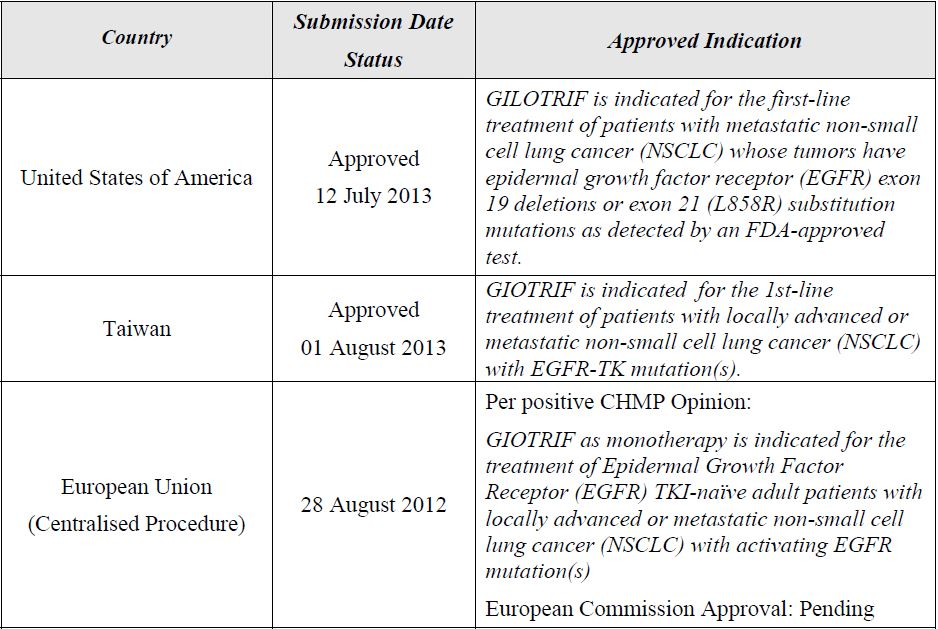 Country
Submission Date
Status
Approved Indication
United States of America
Approved
12 July 2013
GILOTRIF is indicated for the first-line
treatment of patients with metastatic non-small
cell lung cancer (NSCLC) whose tumors have
epidermal growth factor receptor (EGFR) exon
19 deletions or exon 21 (L858R) substitution
mutations as detected by an FDA-approved
test.
Taiwan
Approved
01 August 2013
GIOTRIF is indicated  for the 1st-line
treatment of patients with locally advanced or
metastatic non-small cell lung cancer (NSCLC)
with EGFR-TK mutation(s).
European Union
(Centralised Procedure)
28 August 2012
Per positive CHMP Opinion:
GIOTRIF as monotherapy is indicated for the
treatment of Epidermal Growth Factor
Receptor (EGFR) TKI-naïve adult patients with
locally advanced or metastatic non-small cell
lung cancer (NSCLC) with activating EGFR
mutation(s)
European Commission Approval: Pending